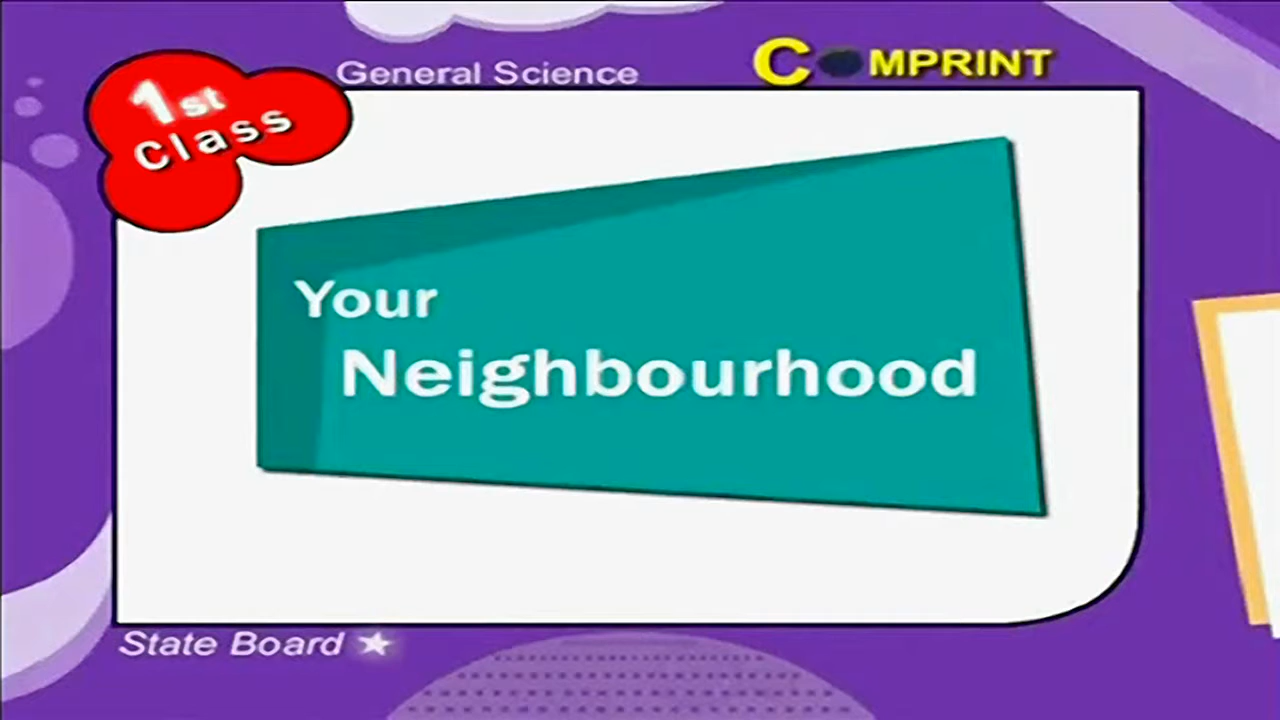 General Science
C MPRINT
1st
Class
Your
Neighbourhood
State Board